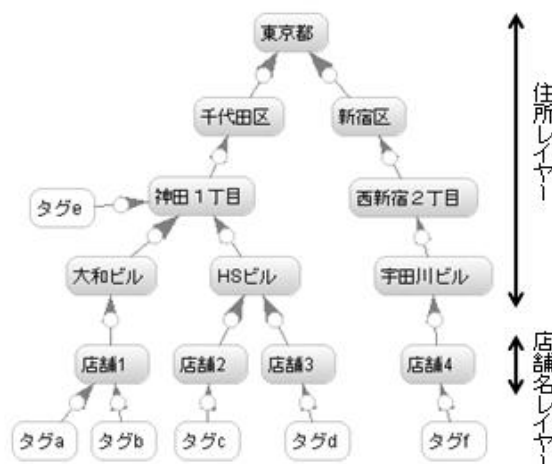 東京都
千代田区
新宿区
神田1丁目
西新宿2丁目
タグe
大和ビル
HSビル
宇田川ビル
店舗1
店舗2
店舗3
店舗4
タグa
タグb
タグc
タグd
タグf
住所レイヤー
店舗名レイヤー